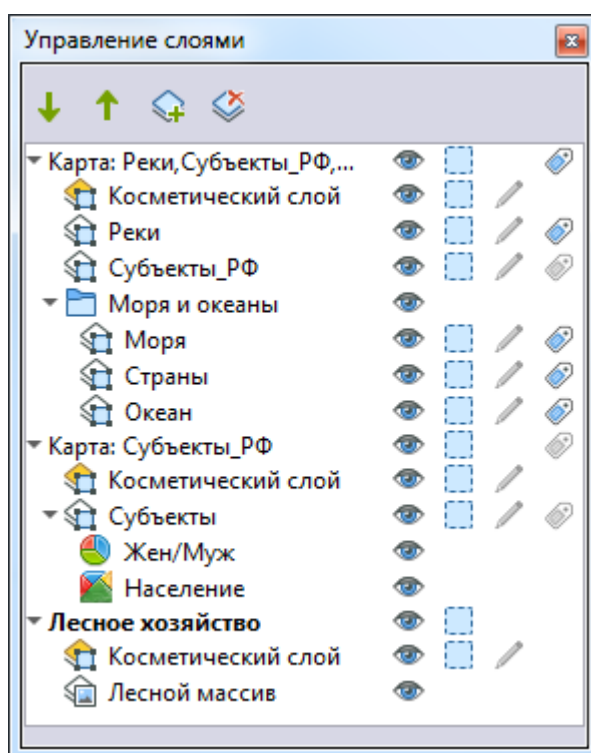 Управление слоями
Карта: Реки,Субъекты_РФ,...
Косметический слой
Реки
Субъекты_РФ
Моря и океаны
Моря
Страны
Океан
Карта: Субъекты_РФ
Косметический слой
Субъекты
Жен/Муж
Население
Лесное хозяйство
Косметический слой
Лесной массив